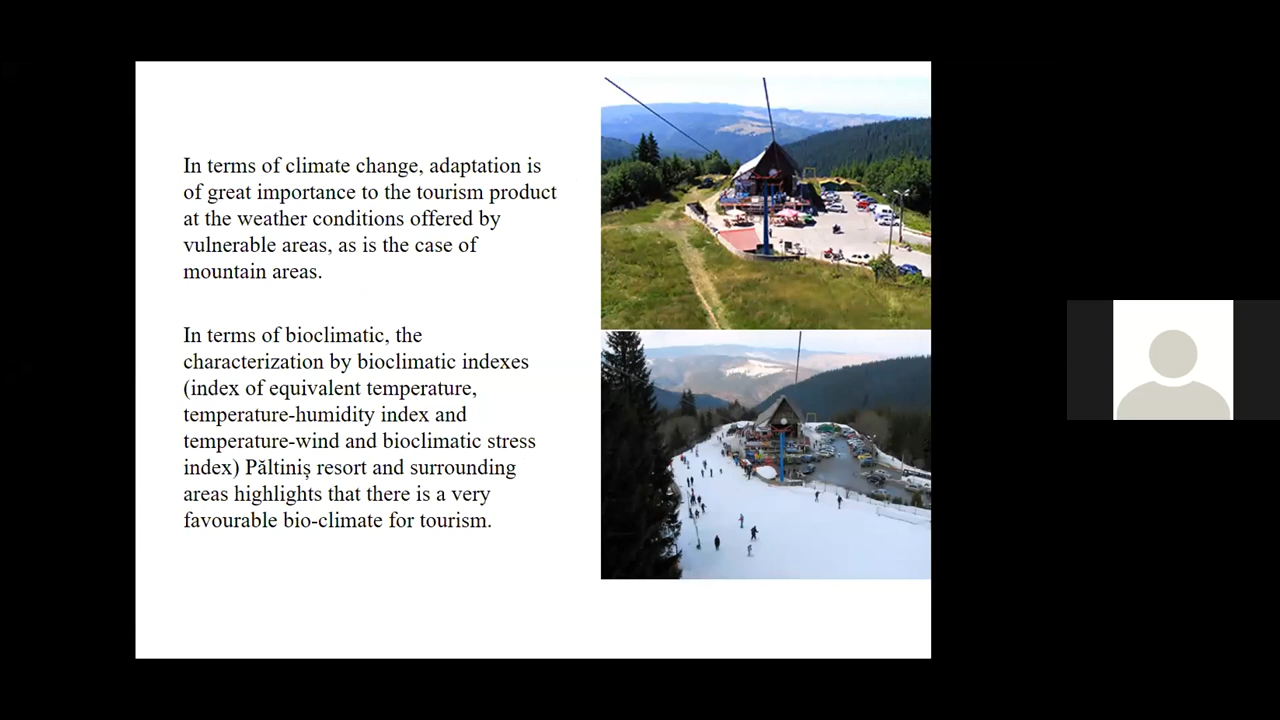 In terms of climate change, adaptation is
of great importance to the tourism product
at the weather conditions offered by
vulnerable areas, as is the case of
mountain areas.
In terms of bioclimatic, the
characterization by bioclimatic indexes
(index of equivalent temperature,
temperature-humidity index and
temperature-wind and bioclimatic stress
index) Păltiniș resort and surrounding
areas highlights that there is a very
favourable bio-climate for tourism.